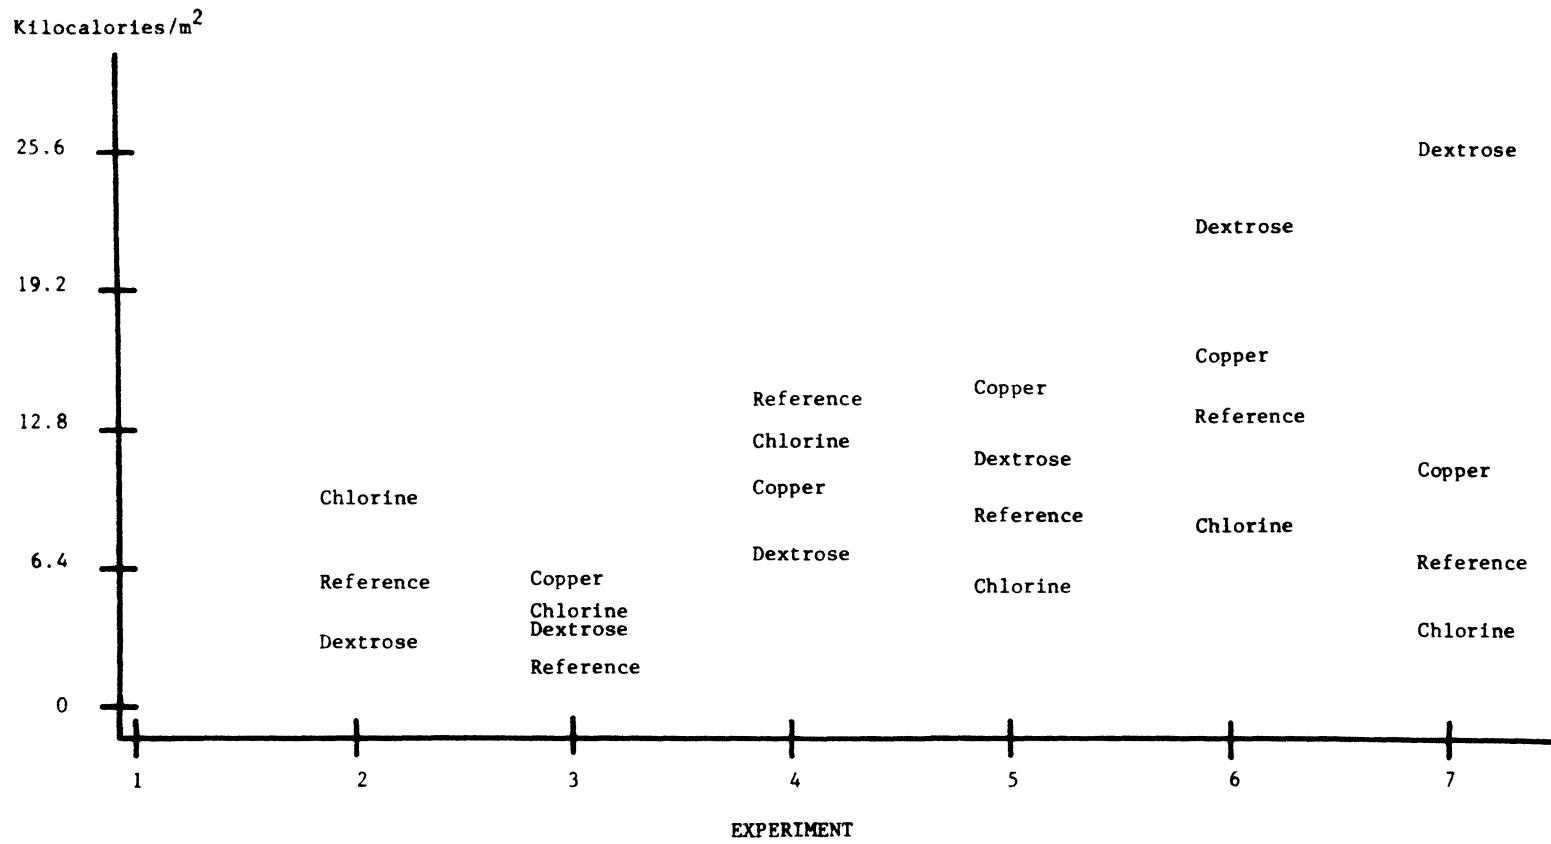 Kilocalories/m²
25.6
Dextrose
Dextrose
19.2
Copper
Copper
Reference
Reference
12.8
Chlorine
Dextrose
Copper
Copper
Chlorine
Reference
Chlorine
Dextrose
6.4
Reference
Reference
Copper
Chlorine
Chlorine
Dextrose
Chlorine
Dextrose
Reference
0
1 2 3 4 5 6 7
EXPERIMENT